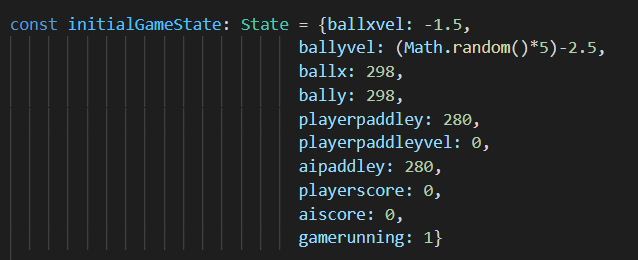 const initialGameState: State = {ballxvel: -1.5,
ballyvel: (Math.random()*5)-2.5,
ballx: 298,
bally: 298,
playerpaddley: 280,
playerpaddleyvel: 0,
aipaddley: 280,
playerscore: 0,
aiscore: 0,
gamerunning: 1}